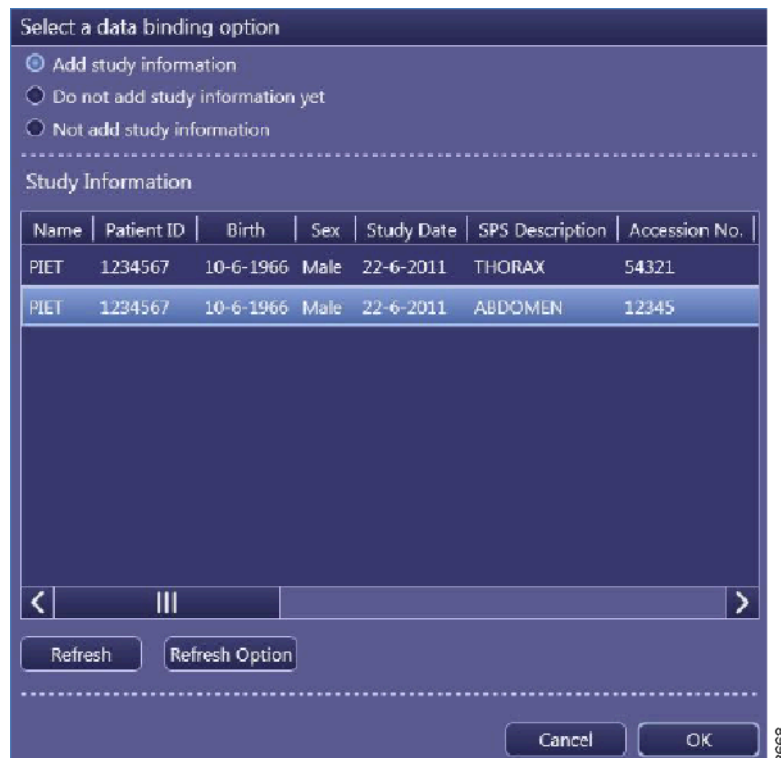 Select a data binding option
Add study information
Do not add study information yet
Not add study information
Study Information
Name Patient ID Birth Sex Study Date SPS Description Accession No.
PIET 1234567 10-6-1966 Male 22-6-2011 THORAX 54321
PIET 1234567 10-6-1966 Male 22-6-2011 ABDOMEN 12345
Refresh Refresh Option
Cancel OK